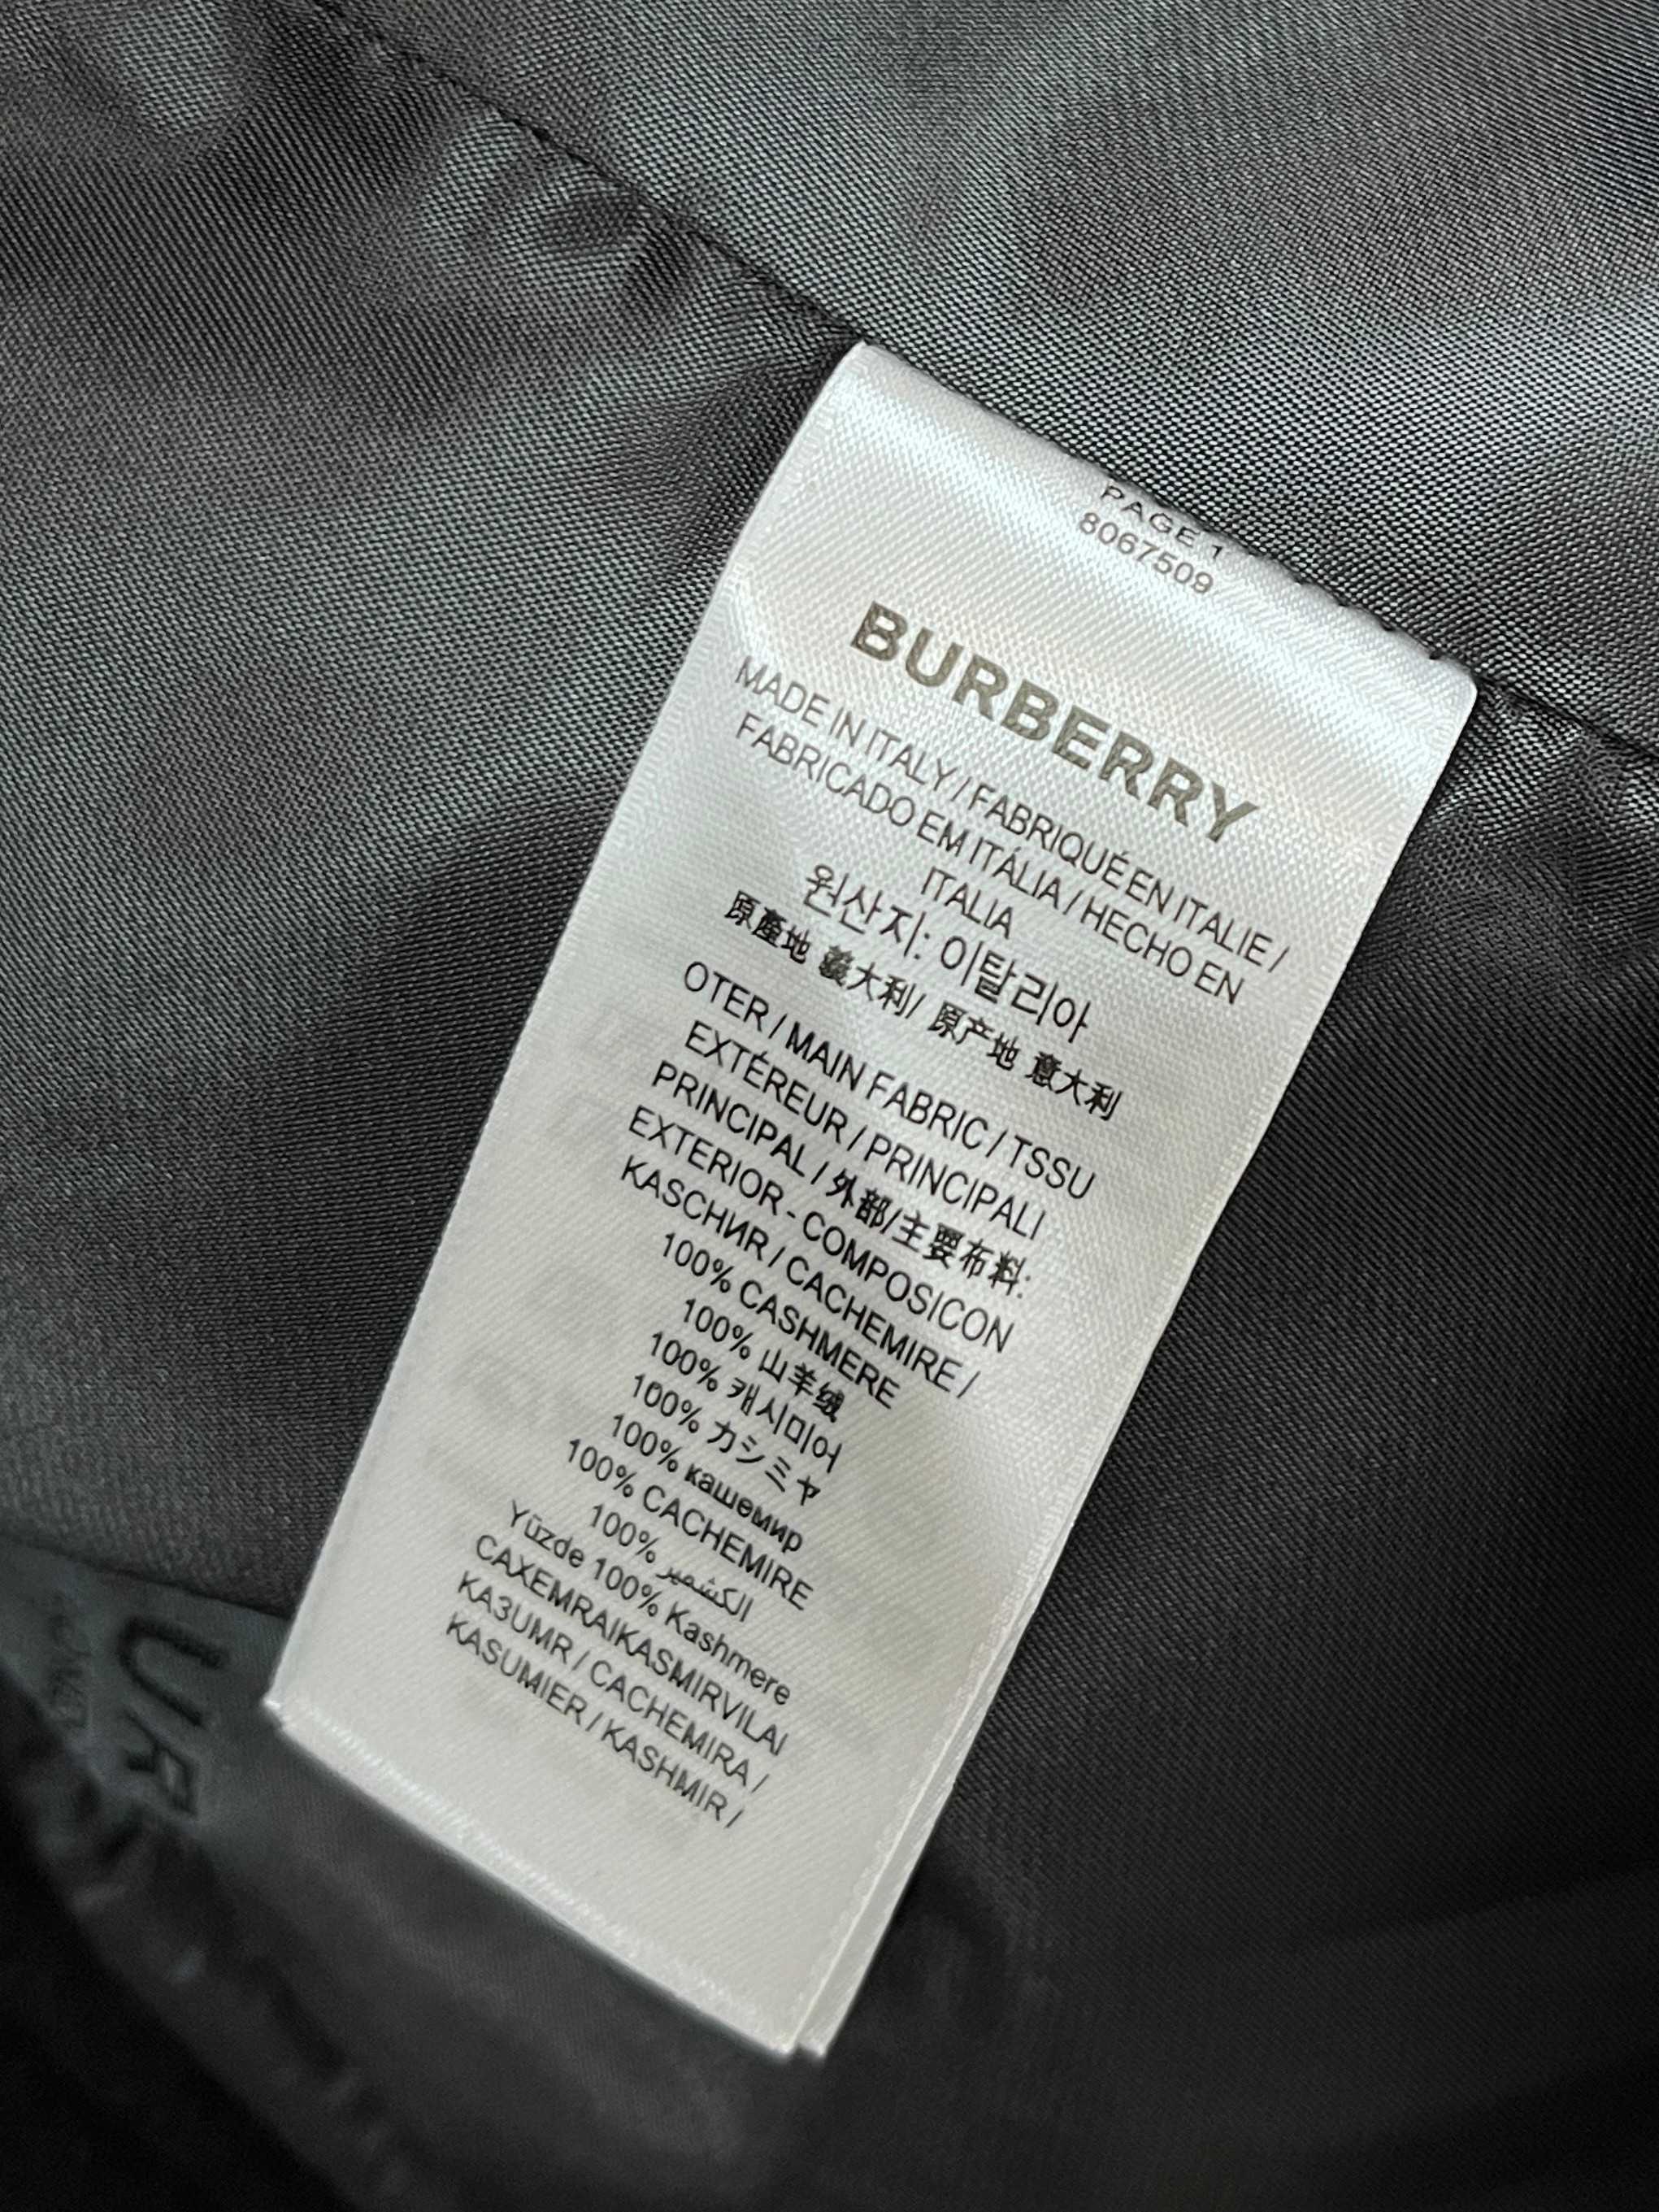 PAGE 1
8067509
BURBERRY
MADE IN ITALY / FABRIQUÉ EN ITALIE /
FABRICADO EM ITÁLIA / HECHO EN
ITALIA
원산지: 이탈리아
原產地 義大利/ 原产地 意大利
OTER / MAIN FABRIC / TSSU
EXTÉREUR / PRINCIPALI
PRINCIPAL / 外部/主要布料:
EXTERIOR - COMPOSICON
KASCHИR / CACHEMIRE /
100% CASHMERE
100% 山羊绒
100% 캐시미어
100% カシミヤ
100% кашемир
100% CACHEMIRE
100% الكشمير
Yüzde 100% Kashmere
CAXEMRAIKASMIRVILAI
KA3UMR / CACHEMIRA /
KASUMIER / KASHMIR /
UR